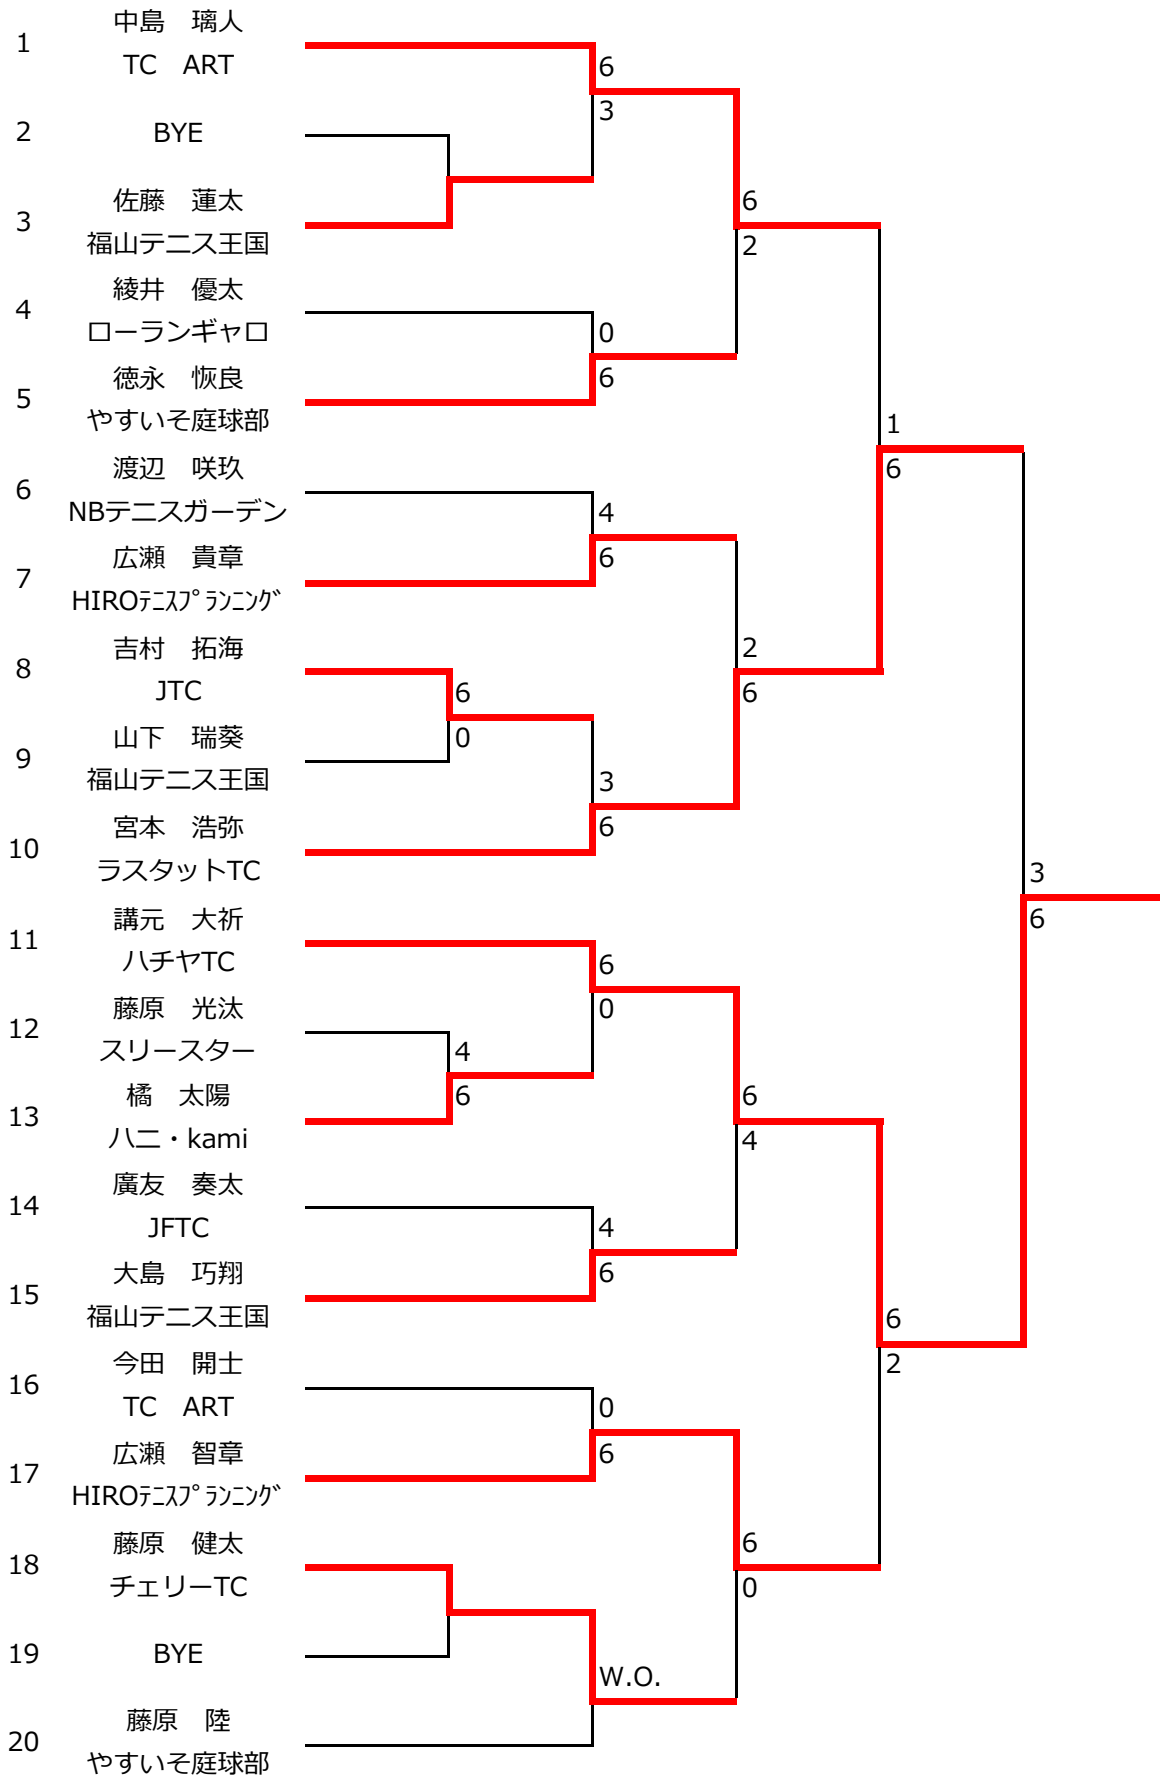 中島　璃人
1
TC　ART
6
3
2
BYE
佐藤　蓮太
3
福山テニス王国
6
2
綾井　優太
4
ローランギャロ
0
6
徳永　恢良
5
やすいそ庭球部
1
6
渡辺　咲玖
6
NBテニスガーデン
4
6
広瀬　貴章
7
HIROﾃﾆｽﾌﾟﾗﾝﾆﾝｸﾞ
吉村　拓海
8
JTC
2
6
6
0
山下　瑞葵
9
福山テニス王国
3
6
宮本　浩弥
10
ラスタットTC
3
6
講元　大祈
11
ハチヤTC
6
0
藤原　光汰
12
スリースター
4
6
橘　太陽
13
ハニ・kami
6
4
廣友　奏太
14
JFTC
4
6
大島　巧翔
15
福山テニス王国
6
2
今田　開士
16
TC　ART
0
6
広瀬　智章
17
HIROﾃﾆｽﾌﾟﾗﾝﾆﾝｸﾞ
藤原　健太
18
チェリーTC
6
0
19
BYE
W.O.
藤原　陸
20
やすいそ庭球部